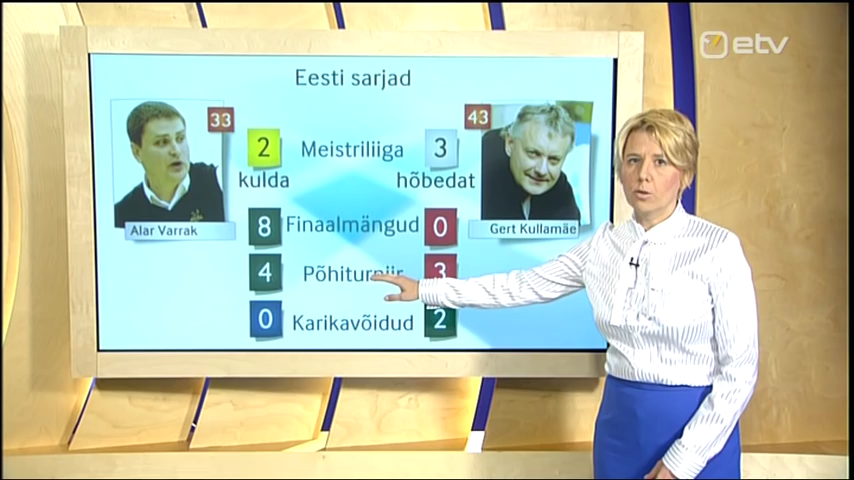 etv
Eesti sarjad
33
43
2 Meistriliiga 3
kulda hõbedat
Alar Varrak
Gert Kullamäe
8 Finaalmängud 0
4 Põhiturniir 3
0 Karikavõidud 2